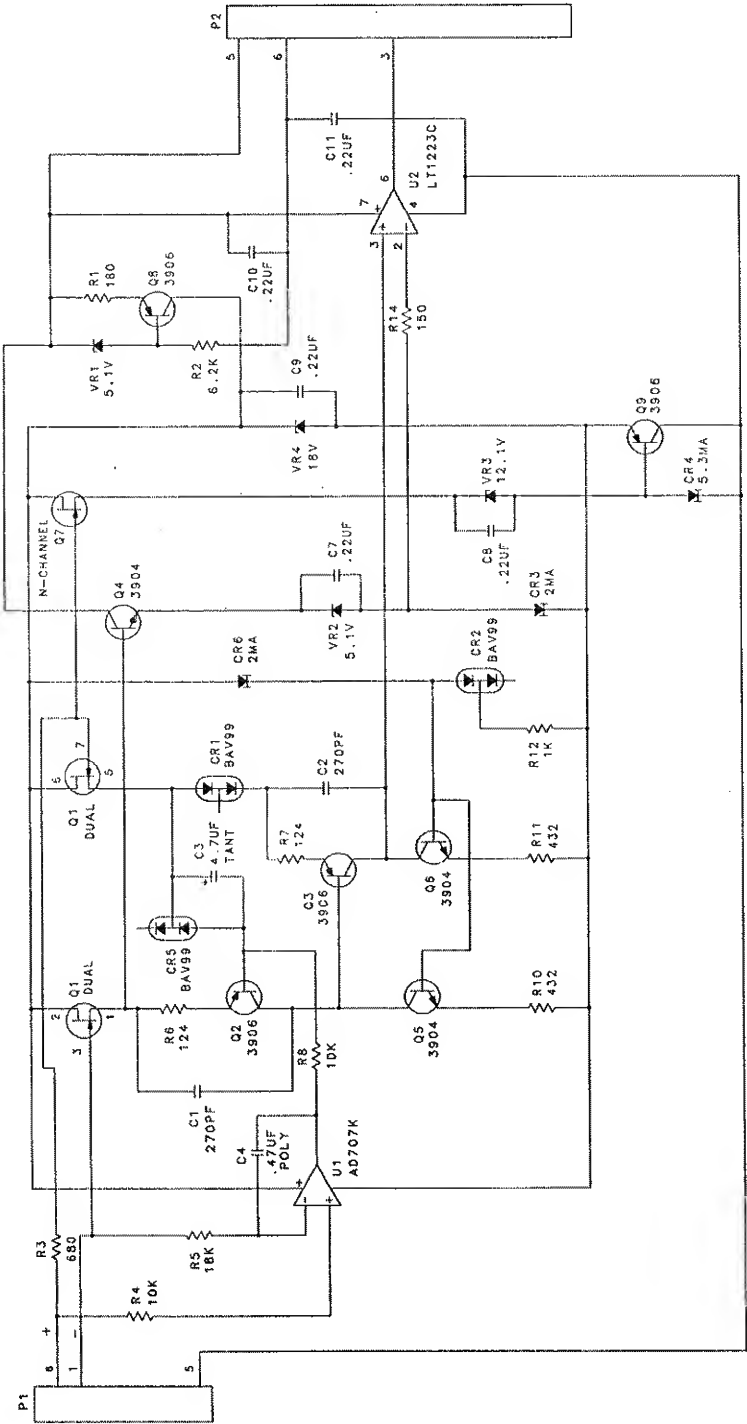 P1
6
+
1
-
5
R3
680
R4
10K
R5
18K
C4
.47UF
POLY
U1
AD707K
-
+
+
R8
10K
C1
270PF
Q1
DUAL
2
3
1
R6
124
Q2
3906
CR5
BAV99
C3
4.7UF
TANT
+
Q1
DUAL
6
7
5
CR1
BAV99
R7
124
C2
270PF
Q3
3906
Q5
3904
R10
432
Q6
3904
R11
432
R12
1K
CR2
BAV99
CR6
2MA
Q4
3904
N-CHANNEL
Q7
VR2
5.1V
C7
.22UF
CR3
2MA
C8
.22UF
VR3
12.1V
CR4
5.3MA
Q9
3906
VR4
18V
C9
.22UF
VR1
5.1V
R2
6.2K
R1
180
Q8
3906
C10
.22UF
R14
150
3
2
+
-
+
7
6
4
U2
LT1223C
C11
.22UF
P2
5
6
3